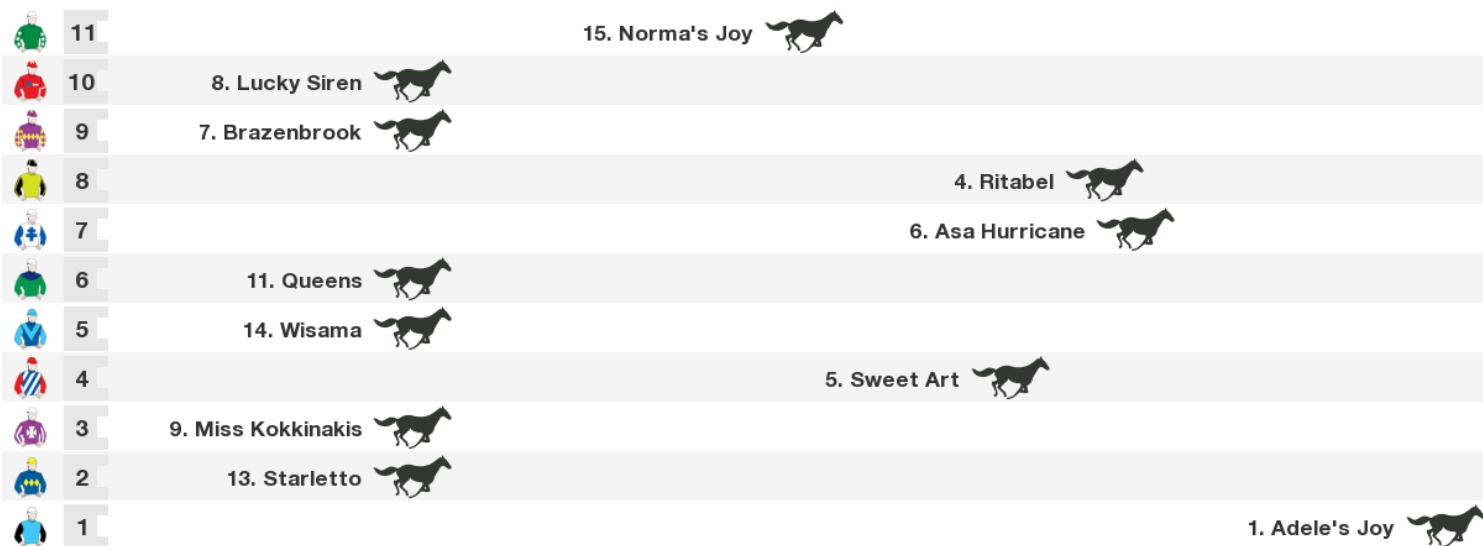 11 15. Norma's Joy
10 8. Lucky Siren
9 7. Brazenbrook
8 4. Ritabel
7 6. Asa Hurricane
6 11. Queens
5 14. Wisama
4 5. Sweet Art
3 9. Miss Kokkinakis
2 13. Starletto
1 1. Adele's Joy